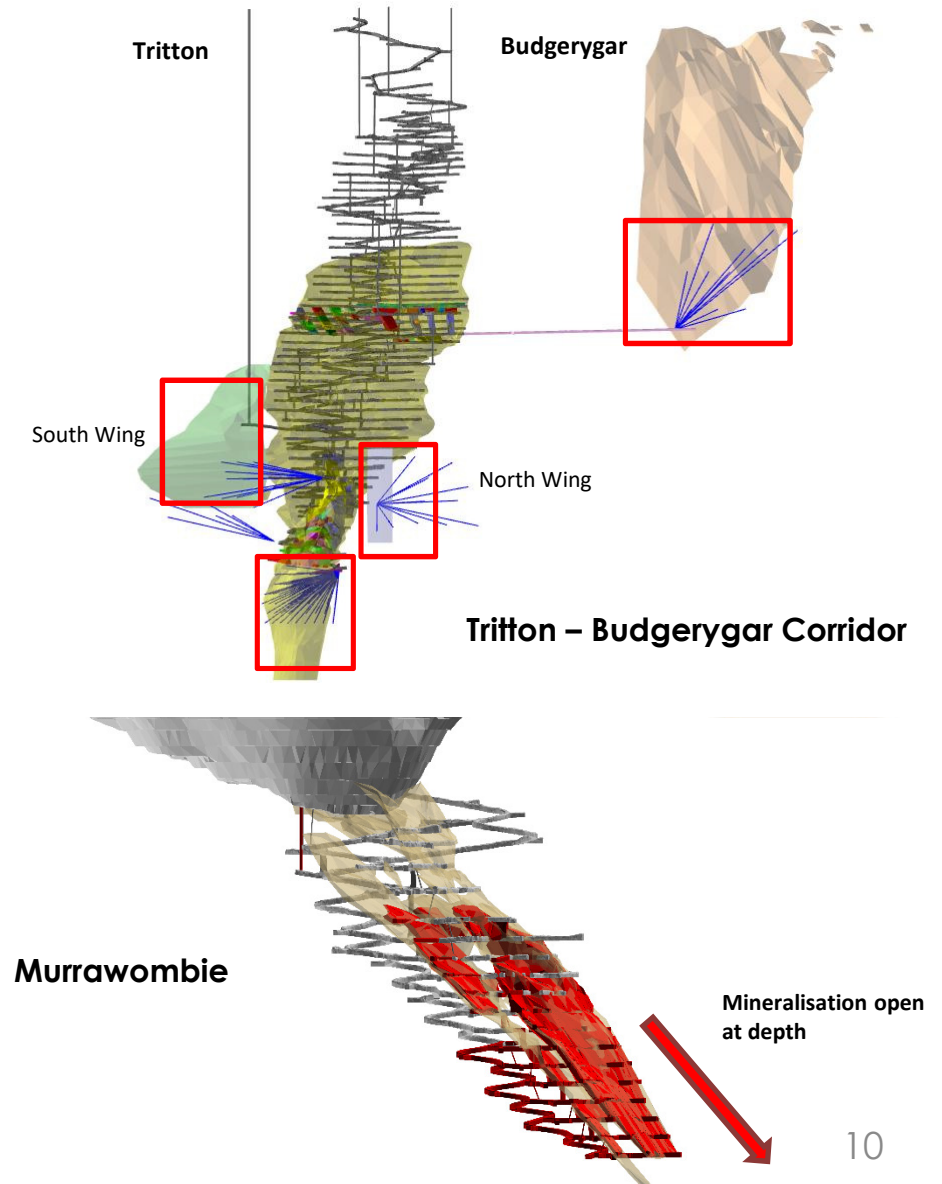 Tritton
Budgerygar
South Wing
North Wing
Tritton – Budgerygar Corridor
Murrawombie
Mineralisation open
at depth
10